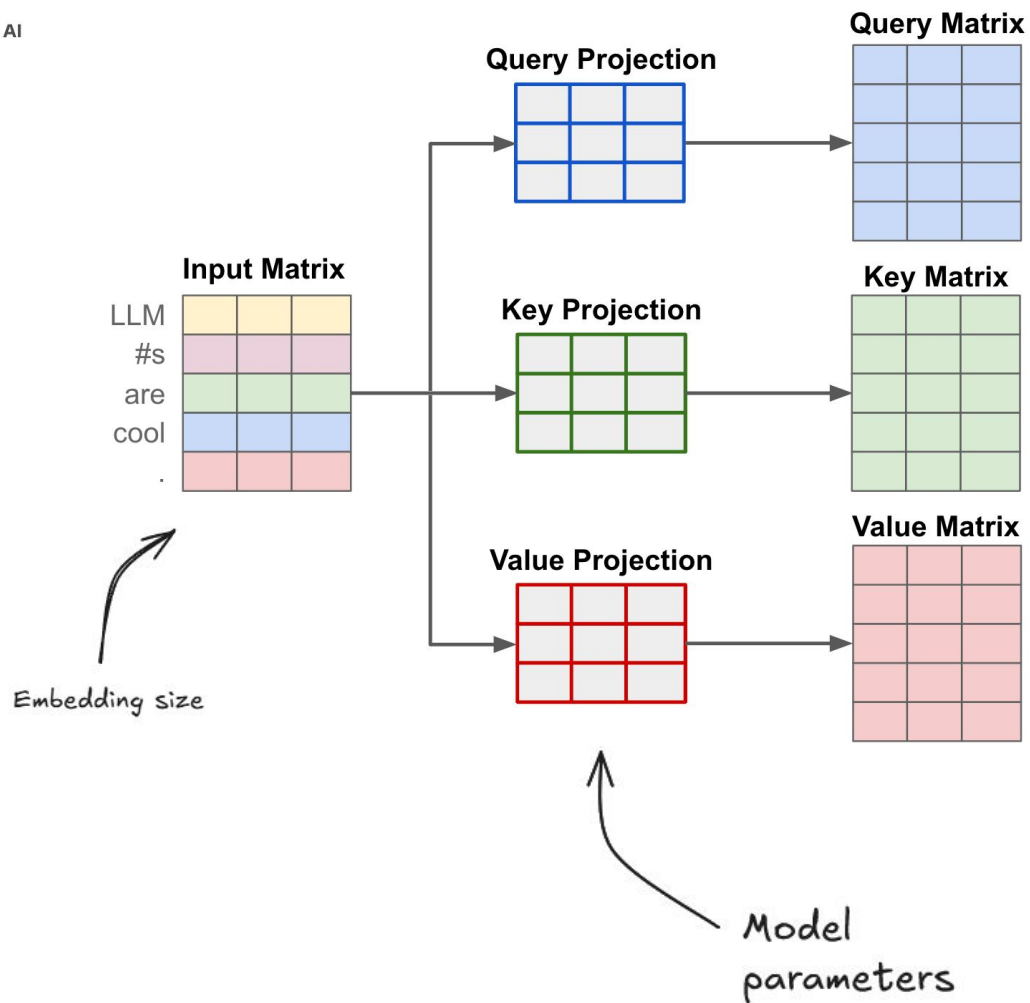 AI
Query Matrix
Query Projection
Input Matrix
LLM
#s
are
cool
.
Key Projection
Key Matrix
Value Projection
Value Matrix
Embedding size
Model
parameters